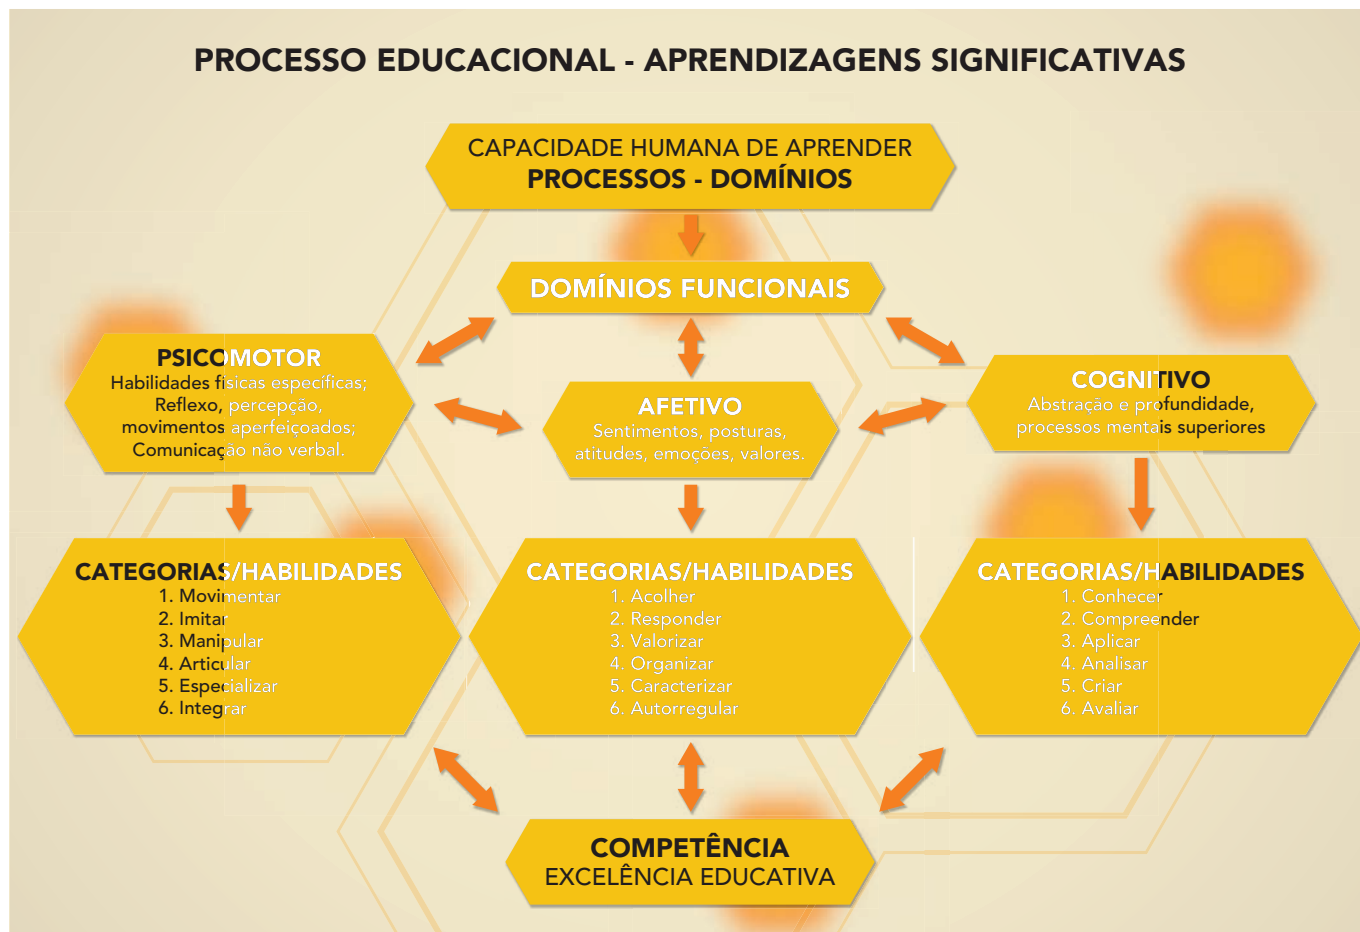 PROCESSO EDUCACIONAL - APRENDIZAGENS SIGNIFICATIVAS
CAPACIDADE HUMANA DE APRENDER
PROCESSOS - DOMÍNIOS
DOMÍNIOS FUNCIONAIS
PSICOMOTOR
Habilidades físicas específicas;
Reflexo, percepção,
movimentos aperfeiçoados;
Comunicação não verbal.
AFETIVO
Sentimentos, posturas,
atitudes, emoções, valores.
COGNITIVO
Abstração e profundidade,
processos mentais superiores
CATEGORIAS/HABILIDADES
1. Movimentar
2. Imitar
3. Manipular
4. Articular
5. Especializar
6. Integrar
CATEGORIAS/HABILIDADES
1. Acolher
2. Responder
3. Valorizar
4. Organizar
5. Caracterizar
6. Autorregular
CATEGORIAS/HABILIDADES
1. Conhecer
2. Compreender
3. Aplicar
4. Analisar
5. Criar
6. Avaliar
COMPETÊNCIA
EXCELÊNCIA EDUCATIVA